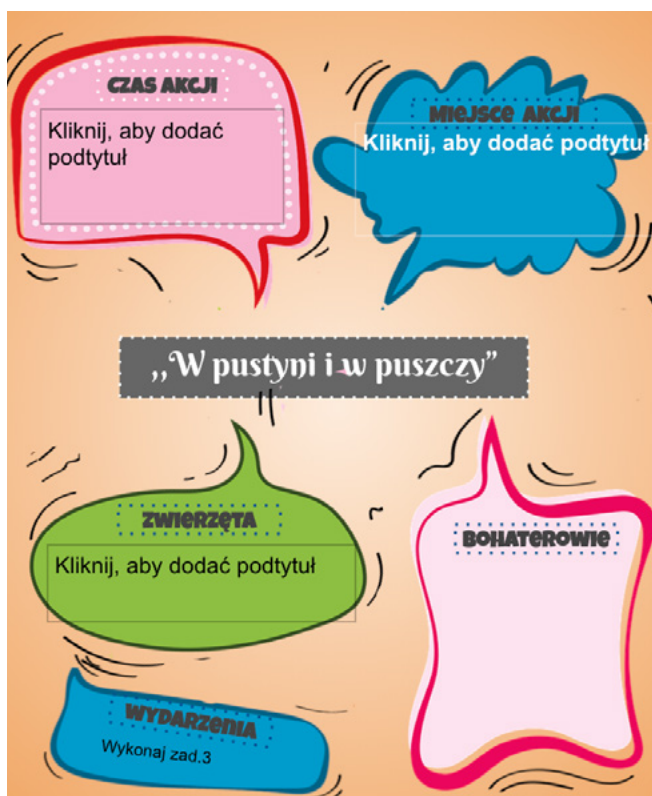 CZAS AKCJI
Kliknij, aby dodać
podtytuł
MIEJSCE AKCJI
Kliknij, aby dodać podtytuł
,,W pustyni i w puszczy”
ZWIERZĘTA
Kliknij, aby dodać podtytuł
BOHATEROWIE
WYDARZENIA
Wykonaj zad.3